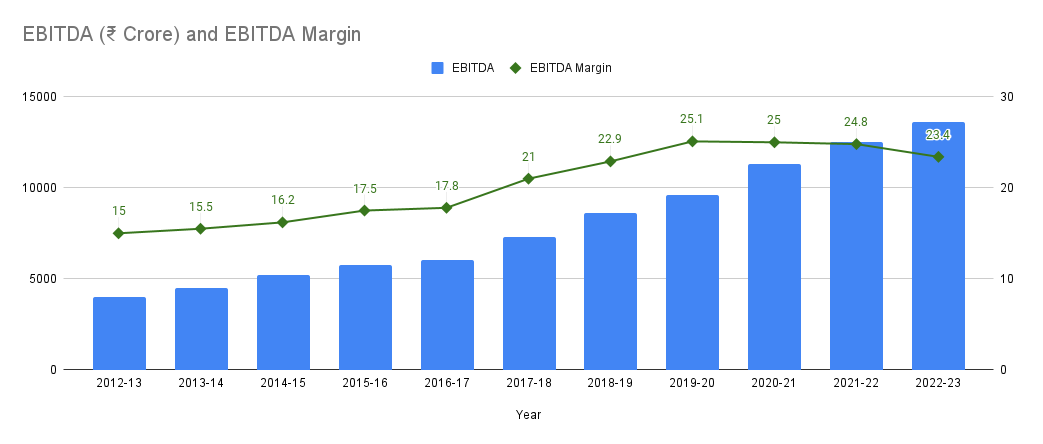 EBITDA (₹ Crore) and EBITDA Margin
EBITDA EBITDA Margin
15000 30
10000 20
5000 10
0 0
15 15.5 16.2 17.5 17.8 21 22.9 25.1 25 24.8 23.4
2012-13 2013-14 2014-15 2015-16 2016-17 2017-18 2018-19 2019-20 2020-21 2021-22 2022-23
Year